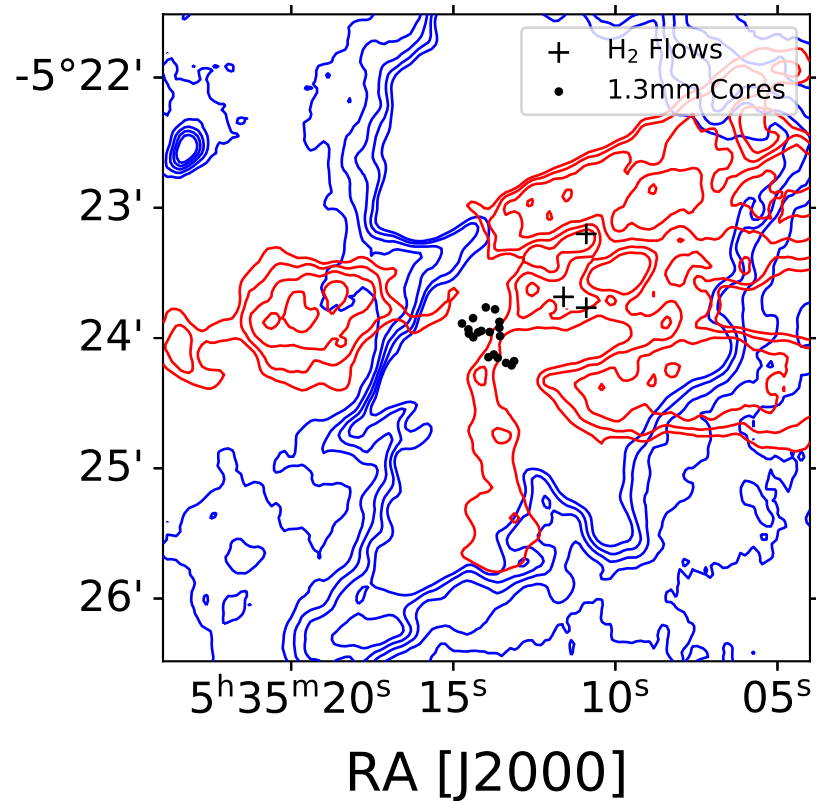 H₂ Flows
1.3mm Cores
-5°22'
23'
24'
25'
26'
5ʰ35ᵐ20ˢ 15ˢ 10ˢ 05ˢ
RA [J2000]